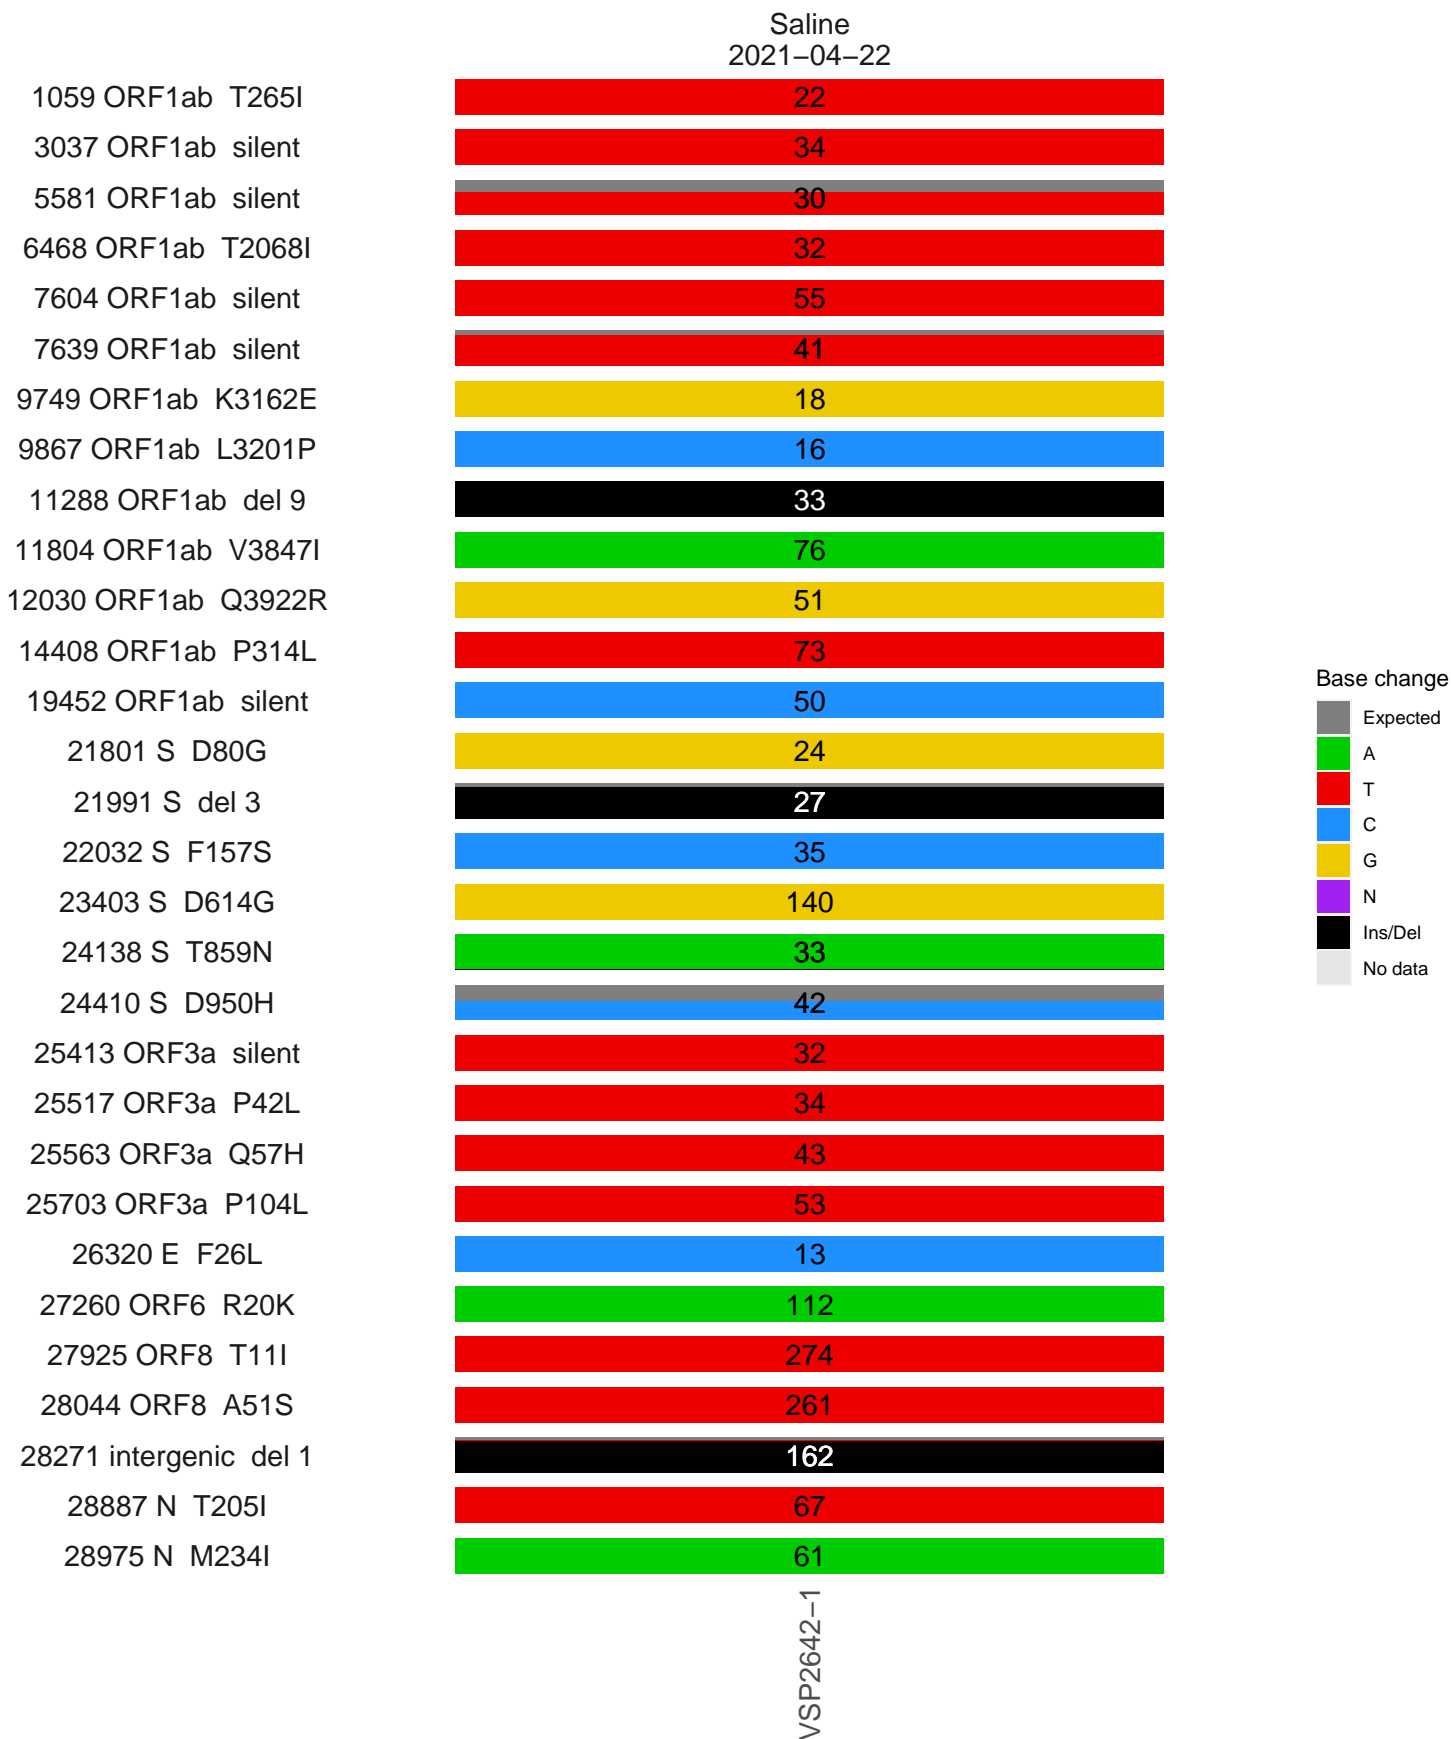 Saline
2021−04−22
1059 ORF1ab  T265I 22
3037 ORF1ab  silent 34
5581 ORF1ab  silent 30
6468 ORF1ab  T2068I 32
7604 ORF1ab  silent 55
7639 ORF1ab  silent 41
9749 ORF1ab  K3162E 18
9867 ORF1ab  L3201P 16
11288 ORF1ab  del 9 33
11804 ORF1ab  V3847I 76
12030 ORF1ab  Q3922R 51
14408 ORF1ab  P314L 73
19452 ORF1ab  silent 50
21801 S  D80G 24
21991 S  del 3 27
22032 S  F157S 35
23403 S  D614G 140
24138 S  T859N 33
24410 S  D950H 42
25413 ORF3a  silent 32
25517 ORF3a  P42L 34
25563 ORF3a  Q57H 43
25703 ORF3a  P104L 53
26320 E  F26L 13
27260 ORF6  R20K 112
27925 ORF8  T11I 274
28044 ORF8  A51S 261
28271 intergenic  del 1 162
28887 N  T205I 67
28975 N  M234I 61
VSP2642−1
Base change
Expected
A
T
C
G
N
Ins/Del
No data